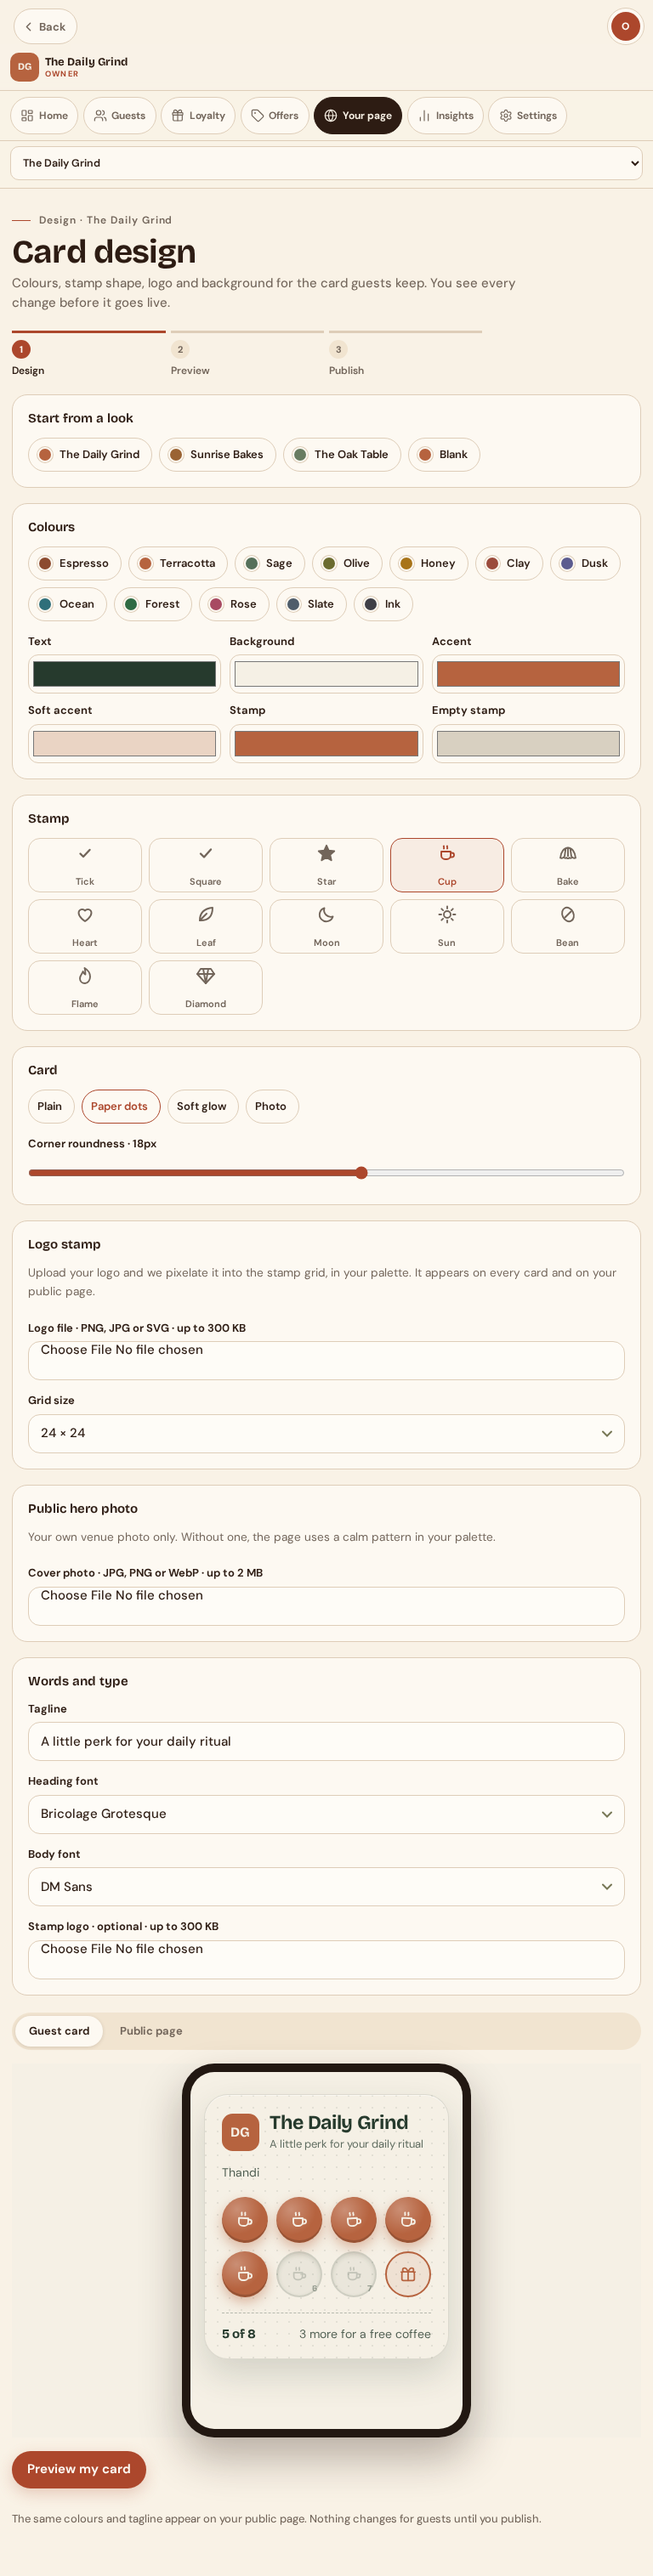 Back
O
DG
The Daily Grind
OWNER
Home
Guests
Loyalty
Offers
Your page
Insights
Settings
The Daily Grind
Design · The Daily Grind
Card design
Colours, stamp shape, logo and background for the card guests keep. You see every
change before it goes live.
1
2
3
Design
Preview
Publish
Start from a look
The Daily Grind
Sunrise Bakes
The Oak Table
Blank
Colours
Espresso
Terracotta
Sage
Olive
Honey
Clay
Dusk
Ocean
Forest
Rose
Slate
Ink
Text
Background
Accent
Soft accent
Stamp
Empty stamp
Stamp
Tick
Square
Star
Cup
Bake
Heart
Leaf
Moon
Sun
Bean
Flame
Diamond
Card
Plain
Paper dots
Soft glow
Photo
Corner roundness · 18px
Logo stamp
Upload your logo and we pixelate it into the stamp grid, in your palette. It appears on every card and on your
public page.
Logo file · PNG, JPG or SVG · up to 300 KB
Choose File No file chosen
Grid size
24 × 24
Public hero photo
Your own venue photo only. Without one, the page uses a calm pattern in your palette.
Cover photo · JPG, PNG or WebP · up to 2 MB
Choose File No file chosen
Words and type
Tagline
A little perk for your daily ritual
Heading font
Bricolage Grotesque
Body font
DM Sans
Stamp logo · optional · up to 300 KB
Choose File No file chosen
Guest card
Public page
DG
The Daily Grind
A little perk for your daily ritual
Thandi
6
7
5 of 8
3 more for a free coffee
Preview my card
The same colours and tagline appear on your public page. Nothing changes for guests until you publish.